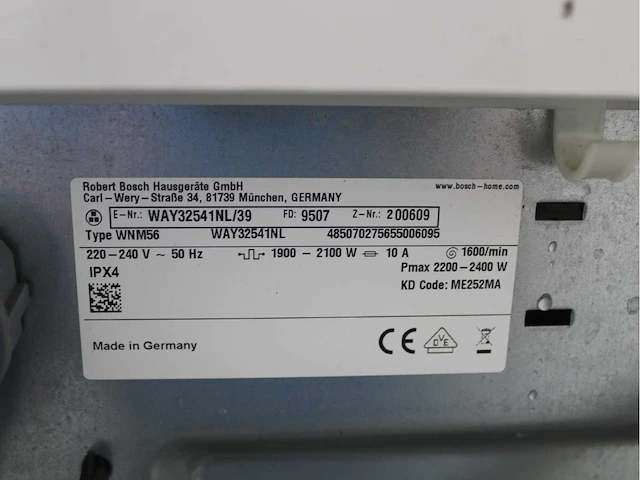 Robert Bosch Hausgeräte GmbH www.bosch-home.com
Carl-Wery-Straße 34, 81739 München, GERMANY
E-Nr.: WAY32541NL/39 FD: 9507 Z-Nr.: 200609
Type WNM56 WAY32541NL 485070275655006095
220-240 V ~ 50 Hz 1900-2100 W 10 A 1600/min
IPX4 Pmax 2200-2400 W
KD Code: ME252MA
Made in Germany CE VDE